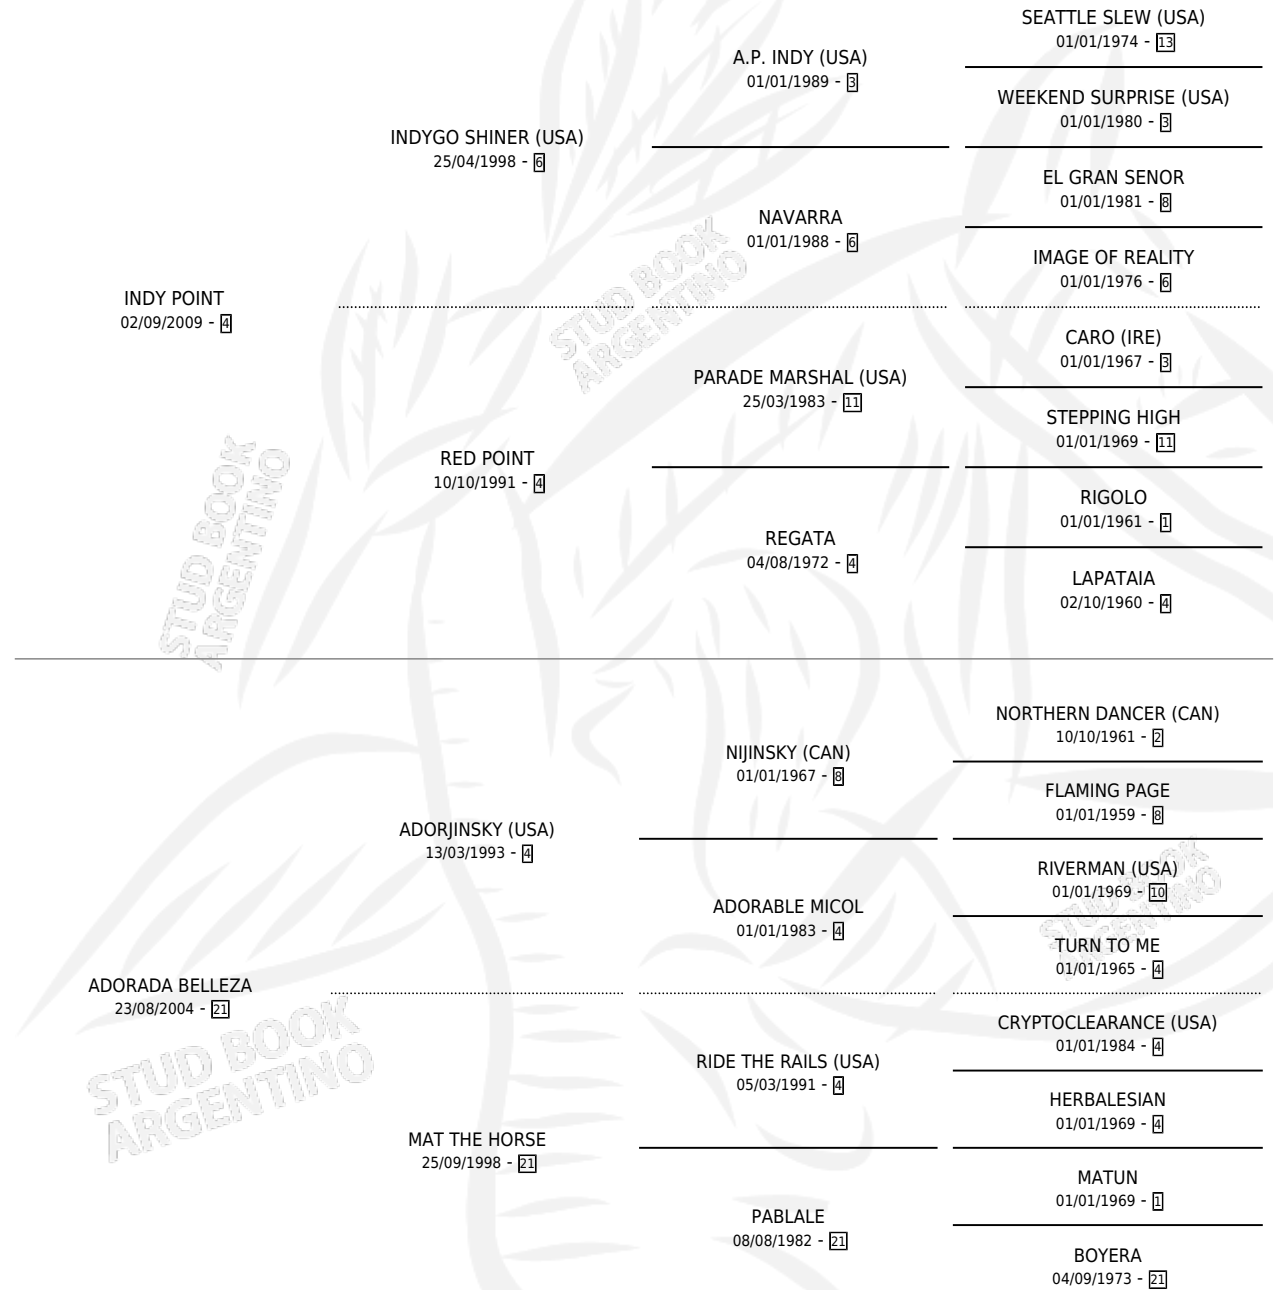 SEATTLE SLEW (USA)
01/01/1974 - 13
A.P. INDY (USA)
01/01/1989 - 3
WEEKEND SURPRISE (USA)
01/01/1980 - 3
INDYGO SHINER (USA)
25/04/1998 - 6
EL GRAN SENOR
01/01/1981 - 8
NAVARRA
01/01/1988 - 6
IMAGE OF REALITY
01/01/1976 - 6
INDY POINT
02/09/2009 - 4
CARO (IRE)
01/01/1967 - 3
PARADE MARSHAL (USA)
25/03/1983 - 11
STEPPING HIGH
01/01/1969 - 11
RED POINT
10/10/1991 - 4
RIGOLO
01/01/1961 - 1
REGATA
04/08/1972 - 4
LAPATAIA
02/10/1960 - 4
NORTHERN DANCER (CAN)
10/10/1961 - 2
NIJINSKY (CAN)
01/01/1967 - 8
FLAMING PAGE
01/01/1959 - 8
ADORJINSKY (USA)
13/03/1993 - 4
RIVERMAN (USA)
01/01/1969 - 10
ADORABLE MICOL
01/01/1983 - 4
TURN TO ME
01/01/1965 - 4
ADORADA BELLEZA
23/08/2004 - 21
CRYPTOCLEARANCE (USA)
01/01/1984 - 4
RIDE THE RAILS (USA)
05/03/1991 - 4
HERBALESIAN
01/01/1969 - 4
MAT THE HORSE
25/09/1998 - 21
MATUN
01/01/1969 - 1
PABLALE
08/08/1982 - 21
BOYERA
04/09/1973 - 21
STUD BOOK
ARGENTINO
STUD BOOK
ARGENTINO
STUD BOOK
ARGENTINO
STUD BOOK
ARGENTINO